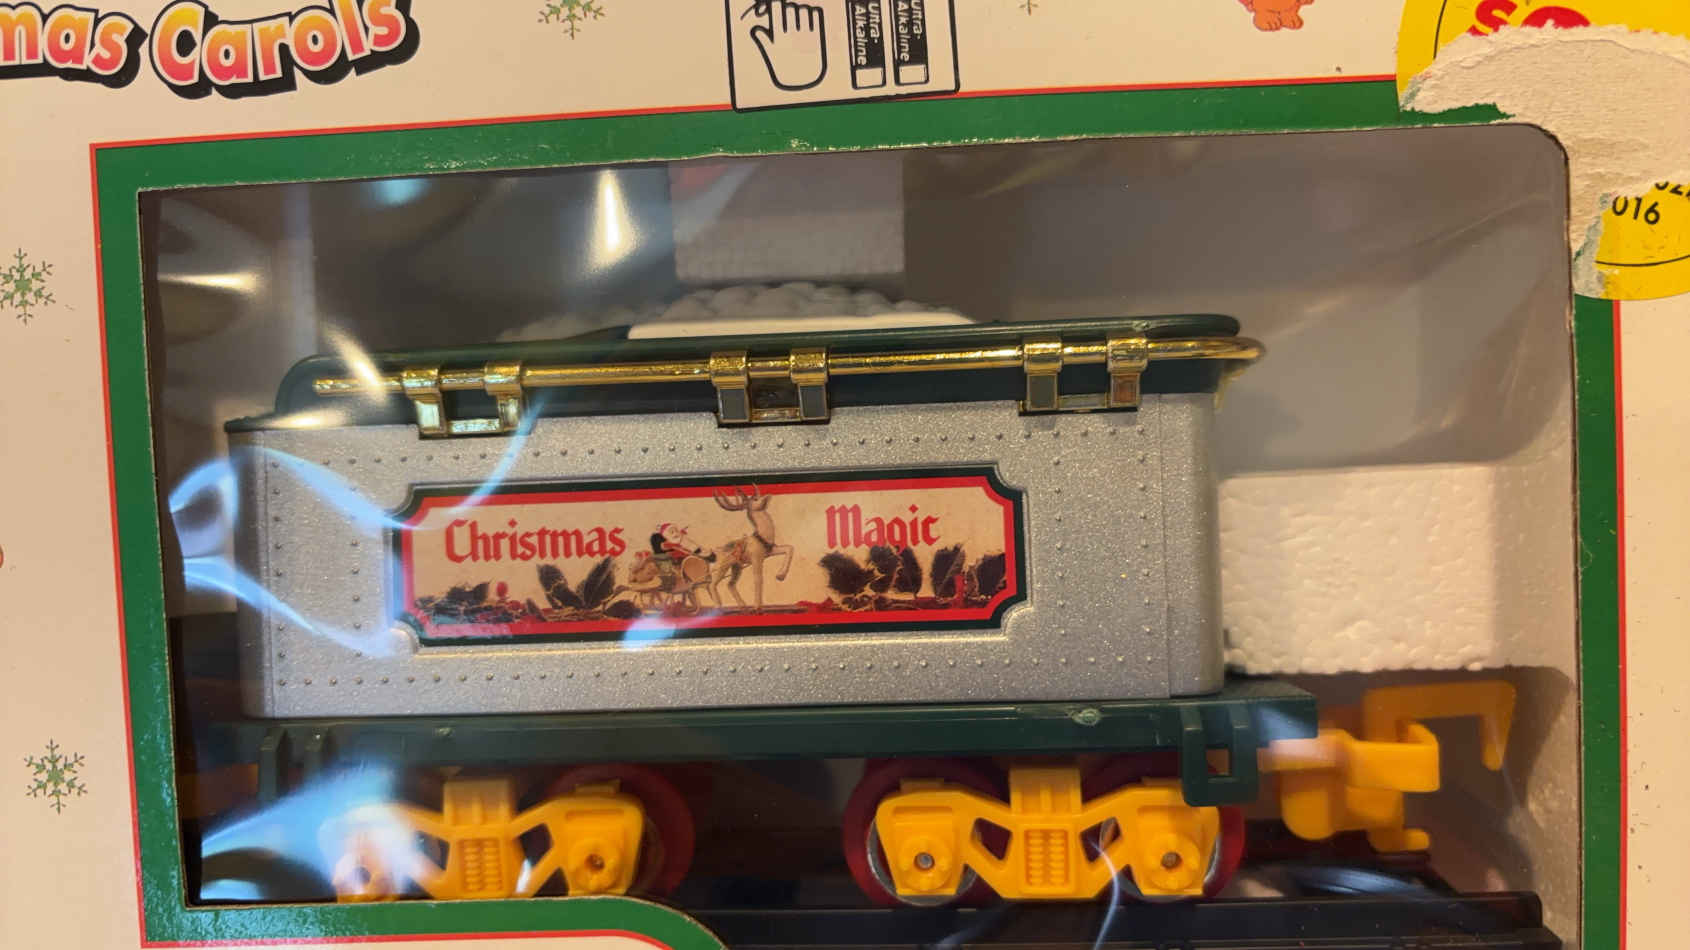 mas Carols
Ultra-
Alkaline
Ultra-
Alkaline
016
Christmas Magic